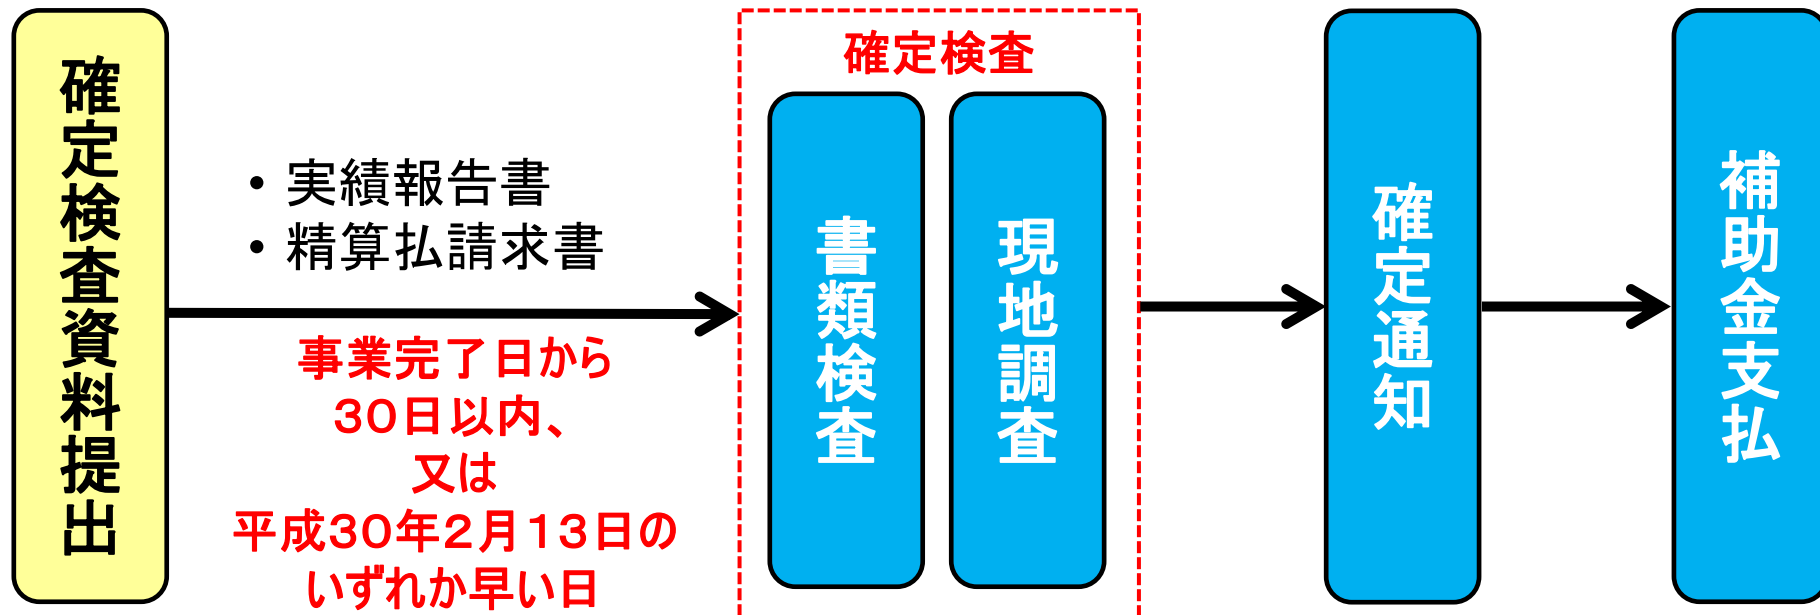 確定検査資料提出
・実績報告書
・精算払請求書
事業完了日から
30日以内、
又は
平成30年2月13日の
いずれか早い日
確定検査
書類検査
現地調査
確定通知
補助金支払